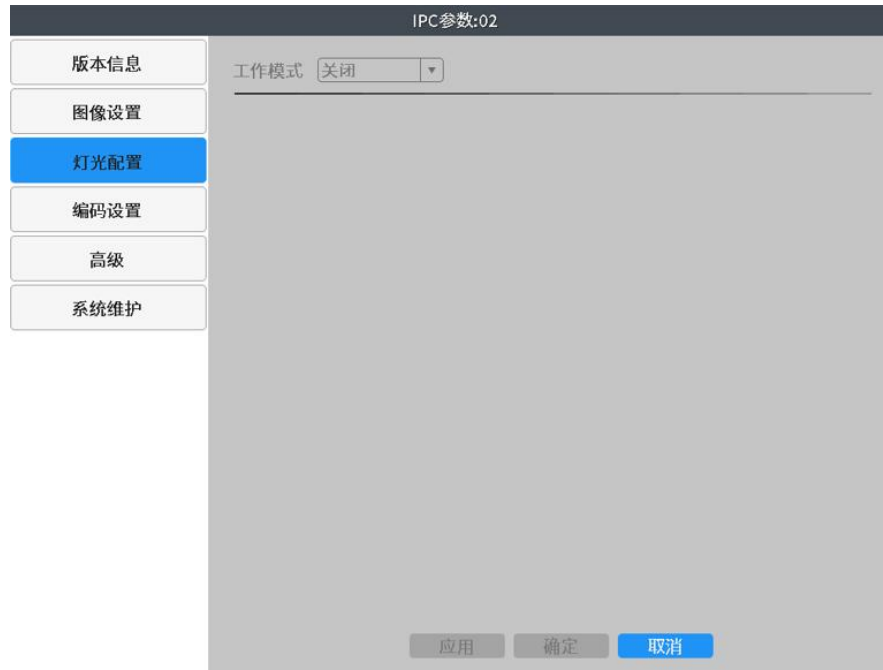 IPC参数:02
版本信息
图像设置
灯光配置
编码设置
高级
系统维护
工作模式 关闭
应用 确定 取消